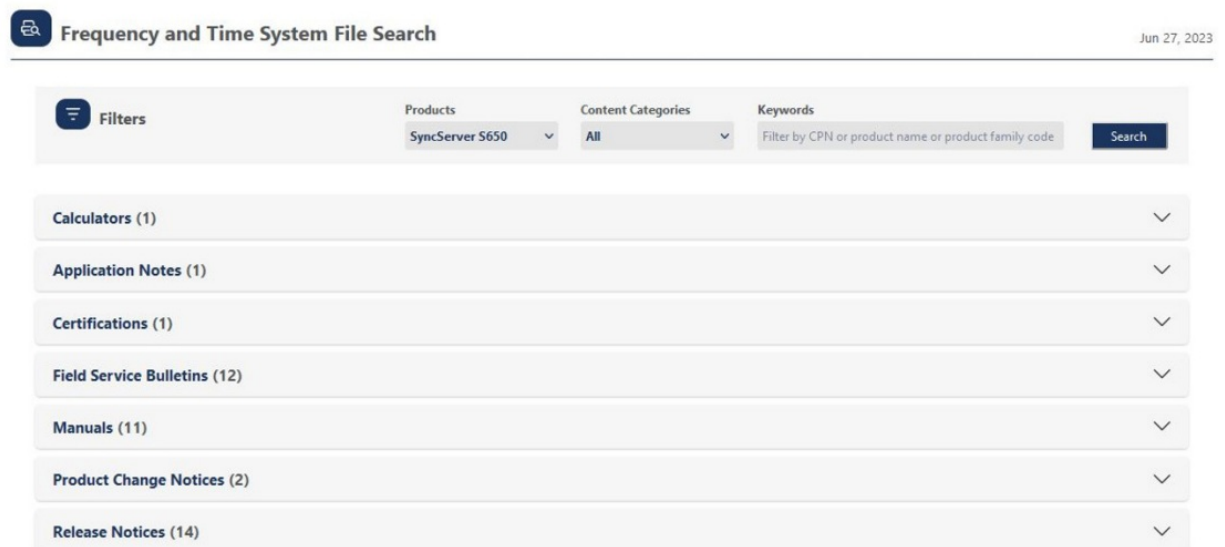 Frequency and Time System File Search
Jun 27, 2023
Filters
Products
Content Categories
Keywords
SyncServer S650
All
Filter by CPN or product name or product family code
Search
Calculators (1)
Application Notes (1)
Certifications (1)
Field Service Bulletins (12)
Manuals (11)
Product Change Notices (2)
Release Notices (14)